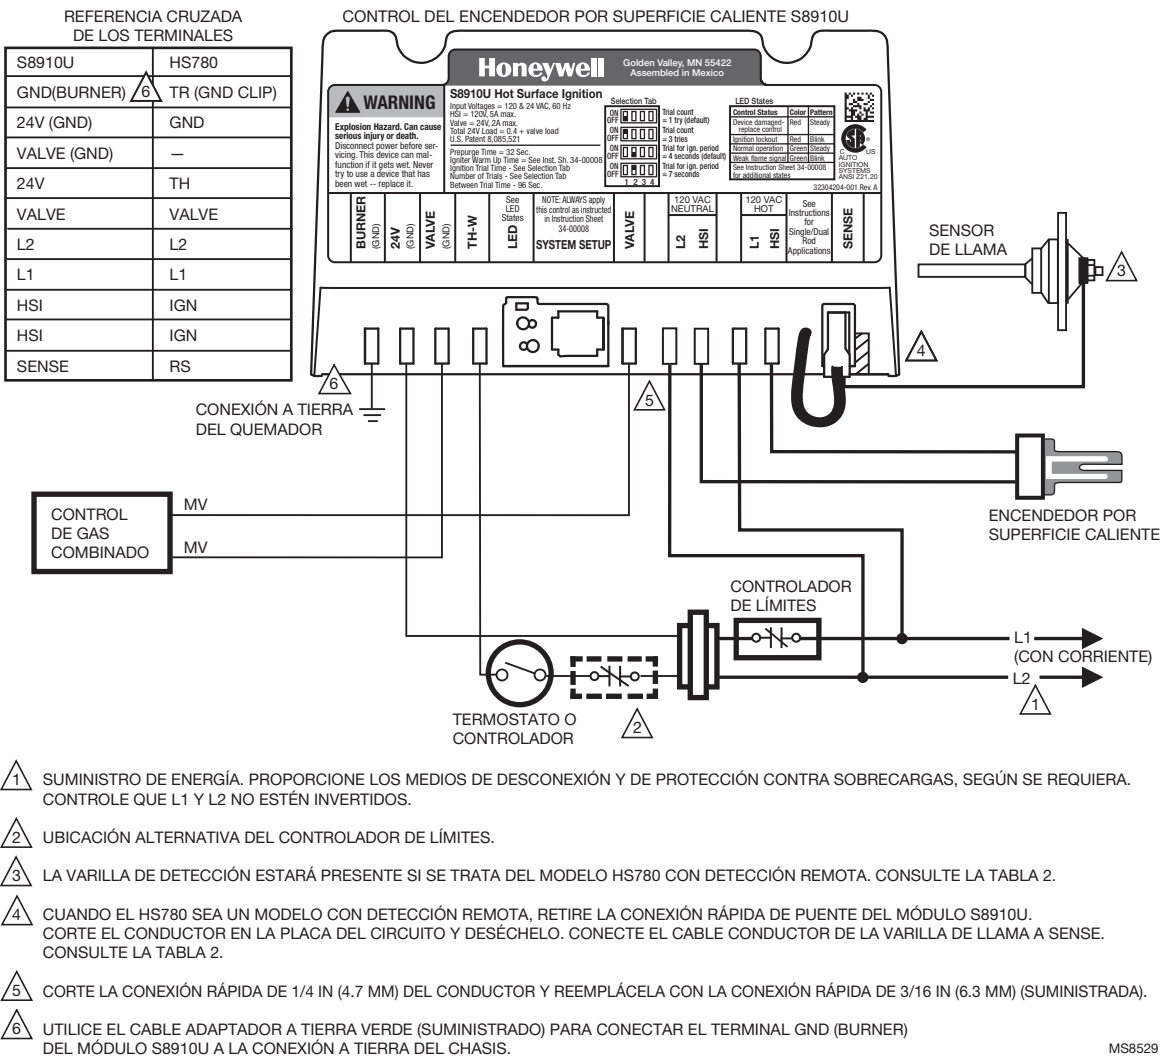 REFERENCIA CRUZADA
DE LOS TERMINALES
S8910U HS780
GND(BURNER) 6 TR (GND CLIP)
24V (GND) GND
VALVE (GND) —
24V TH
VALVE VALVE
L2 L2
L1 L1
HSI IGN
HSI IGN
SENSE RS
CONTROL DEL ENCENDEDOR POR SUPERFICIE CALIENTE S8910U
Honeywell
Golden Valley, MN 55422
Assembled in Mexico
WARNING
Explosion Hazard. Can cause
serious injury or death.
Disconnect power before ser-
vicing. This device can mal-
function if it gets wet. Never
try to use a device that has
been wet -- replace it.
S8910U Hot Surface Ignition
Input Voltages = 120 & 24 VAC, 60 Hz
HSI = 120V, 5A max.
Valve = 24V, 2A max.
Total 24V Load = 0.4 + valve load
U.S. Patent 8,085,521
Prepurge Time = 32 Sec.
Igniter Warm Up Time = See Inst. Sh. 34-00008
Ignition Trial Time - See Selection Tab
Number of Trials - See Selection Tab
Between Trial Time - 96 Sec.
Selection Tab
ON
OFF
Trial count
= 1 try (default)
ON
OFF
Trial count
= 3 tries
ON
OFF
Trial for ign. period
= 4 seconds (default)
ON
OFF
Trial for ign. period
= 7 seconds
1 2 3 4
LED States
Control Status Color Pattern
Device damaged-
replace control Red Steady
Ignition lockout Red Blink
Normal operation Green Steady
Weak flame signal Green Blink
See Instruction Sheet 34-00008
for additional states
C US
AUTO
IGNITION
SYSTEMS
ANSI Z21.20
32304204-001 Rev. A
BURNER
(GND)
24V
(GND)
VALVE
(GND)
TH-W
See
LED
States
LED
NOTE: ALWAYS apply
this control as instructed
in Instruction Sheet
34-00008
SYSTEM SETUP
VALVE
120 VAC
NEUTRAL
L2
HSI
120 VAC
HOT
L1
HSI
See
Instructions
for
Single/Dual
Rod
Applications
SENSE
SENSOR
DE LLAMA
3
4
5
6
CONEXIÓN A TIERRA
DEL QUEMADOR
CONTROL
DE GAS
COMBINADO
MV
MV
ENCENDEDOR POR
SUPERFICIE CALIENTE
CONTROLADOR
DE LÍMITES
L1
(CON CORRIENTE)
L2
1
TERMOSTATO O
CONTROLADOR
2
1 SUMINISTRO DE ENERGÍA. PROPORCIONE LOS MEDIOS DE DESCONEXIÓN Y DE PROTECCIÓN CONTRA SOBRECARGAS, SEGÚN SE REQUIERA.
CONTROLE QUE L1 Y L2 NO ESTÉN INVERTIDOS.
2 UBICACIÓN ALTERNATIVA DEL CONTROLADOR DE LÍMITES.
3 LA VARILLA DE DETECCIÓN ESTARÁ PRESENTE SI SE TRATA DEL MODELO HS780 CON DETECCIÓN REMOTA. CONSULTE LA TABLA 2.
4 CUANDO EL HS780 SEA UN MODELO CON DETECCIÓN REMOTA, RETIRE LA CONEXIÓN RÁPIDA DE PUENTE DEL MÓDULO S8910U.
CORTE EL CONDUCTOR EN LA PLACA DEL CIRCUITO Y DESÉCHELO. CONECTE EL CABLE CONDUCTOR DE LA VARILLA DE LLAMA A SENSE.
CONSULTE LA TABLA 2.
5 CORTE LA CONEXIÓN RÁPIDA DE 1/4 IN (4.7 MM) DEL CONDUCTOR Y REEMPLÁCELA CON LA CONEXIÓN RÁPIDA DE 3/16 IN (6.3 MM) (SUMINISTRADA).
6 UTILICE EL CABLE ADAPTADOR A TIERRA VERDE (SUMINISTRADO) PARA CONECTAR EL TERMINAL GND (BURNER)
DEL MÓDULO S8910U A LA CONEXIÓN A TIERRA DEL CHASIS.
MS8529